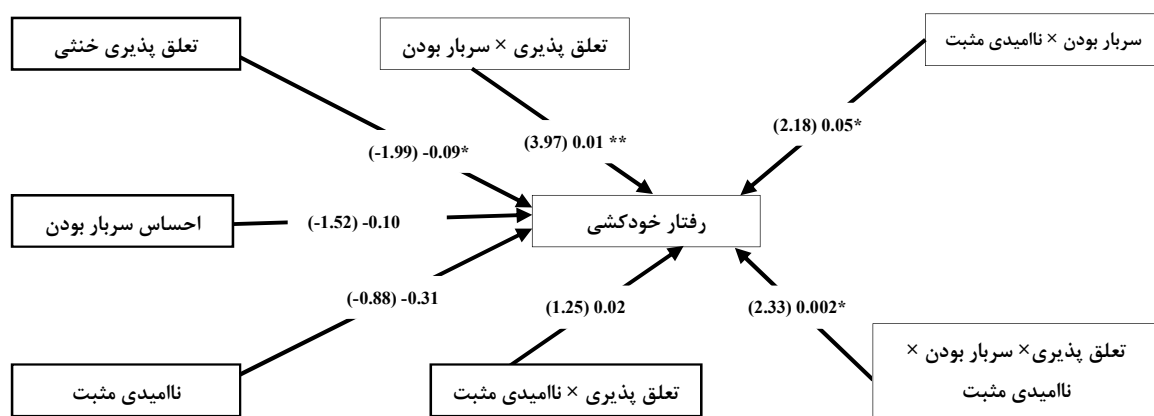 تعلق پذیری خنثی
تعلق پذیری × سربار بودن
سربار بودن × ناامیدی مثبت
(-1.99) -0.09*
(3.97) 0.01 **
(2.18) 0.05*
احساس سربار بودن
(-1.52) -0.10
رفتار خودکشی
(-0.88) -0.31
(1.25) 0.02
(2.33) 0.002*
ناامیدی مثبت
تعلق پذیری × ناامیدی مثبت
تعلق پذیری× سربار بودن ×
ناامیدی مثبت